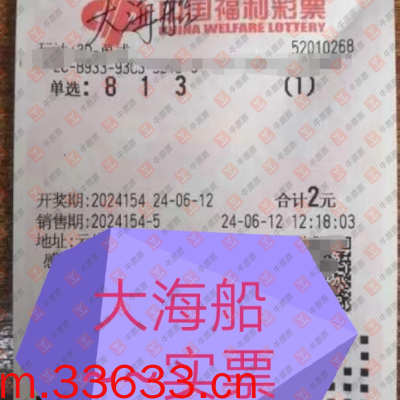 大海船
中国福利彩票
CHINA WELFARE LOTTERY
52010268
单选: 8 1 3 (1)
开奖期: 2024154 24-06-12 合计2元
销售期: 2024154-5 24-06-12 12:18:03
地址:
大海船
一实票
m.33633.cn